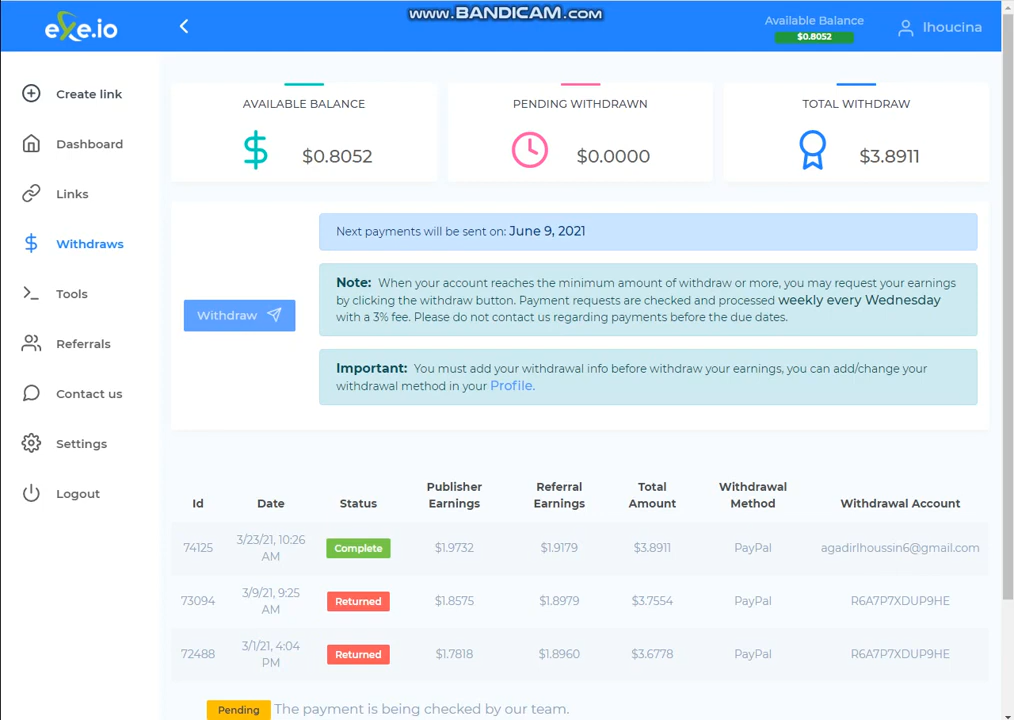 www.BANDICAM.com
exe.io
Available Balance
$0.8052
lhoucina
Create link
Dashboard
Links
Withdraws
Tools
Referrals
Contact us
Settings
Logout
AVAILABLE BALANCE
$0.8052
PENDING WITHDRAWN
$0.0000
TOTAL WITHDRAW
$3.8911
Withdraw
Next payments will be sent on: June 9, 2021
Note: When your account reaches the minimum amount of withdraw or more, you may request your earnings
by clicking the withdraw button. Payment requests are checked and processed weekly every Wednesday
with a 3% fee. Please do not contact us regarding payments before the due dates.
Important: You must add your withdrawal info before withdraw your earnings, you can add/change your
withdrawal method in your Profile.
Id Date Status Publisher Earnings Referral Earnings Total Amount Withdrawal Method Withdrawal Account
74125 3/23/21, 10:26 AM Complete $1.9732 $1.9179 $3.8911 PayPal agadirlhoussin6@gmail.com
73094 3/9/21, 9:25 AM Returned $1.8575 $1.8979 $3.7554 PayPal R6A7P7XDUP9HE
72488 3/1/21, 4:04 PM Returned $1.7818 $1.8960 $3.6778 PayPal R6A7P7XDUP9HE
Pending The payment is being checked by our team.